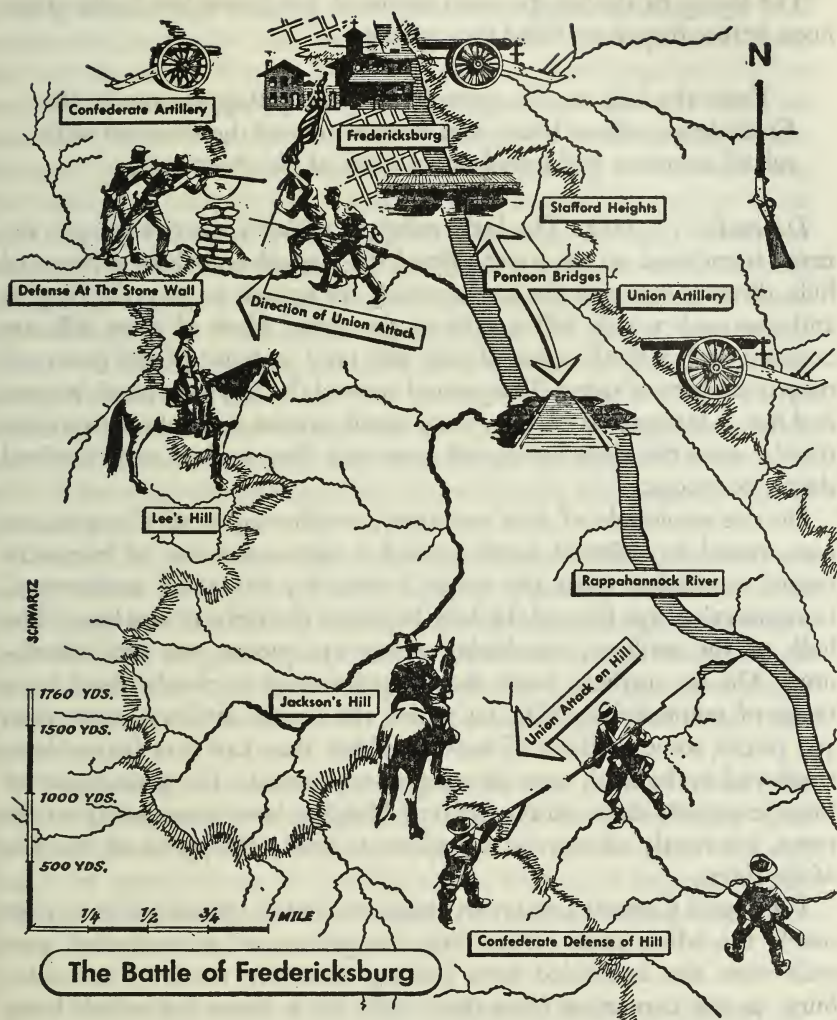 N
Confederate Artillery
Fredericksburg
Stafford Heights
Defense At The Stone Wall
Direction of Union Attack
Pontoon Bridges
Union Artillery
Lee's Hill
Rappahannock River
SCHWARTZ
Jackson's Hill
Union Attack on Hill
1760 YDS.
1500 YDS.
1000 YDS.
500 YDS.
1/4 1/2 3/4 1 MILE
Confederate Defense of Hill
The Battle of Fredericksburg